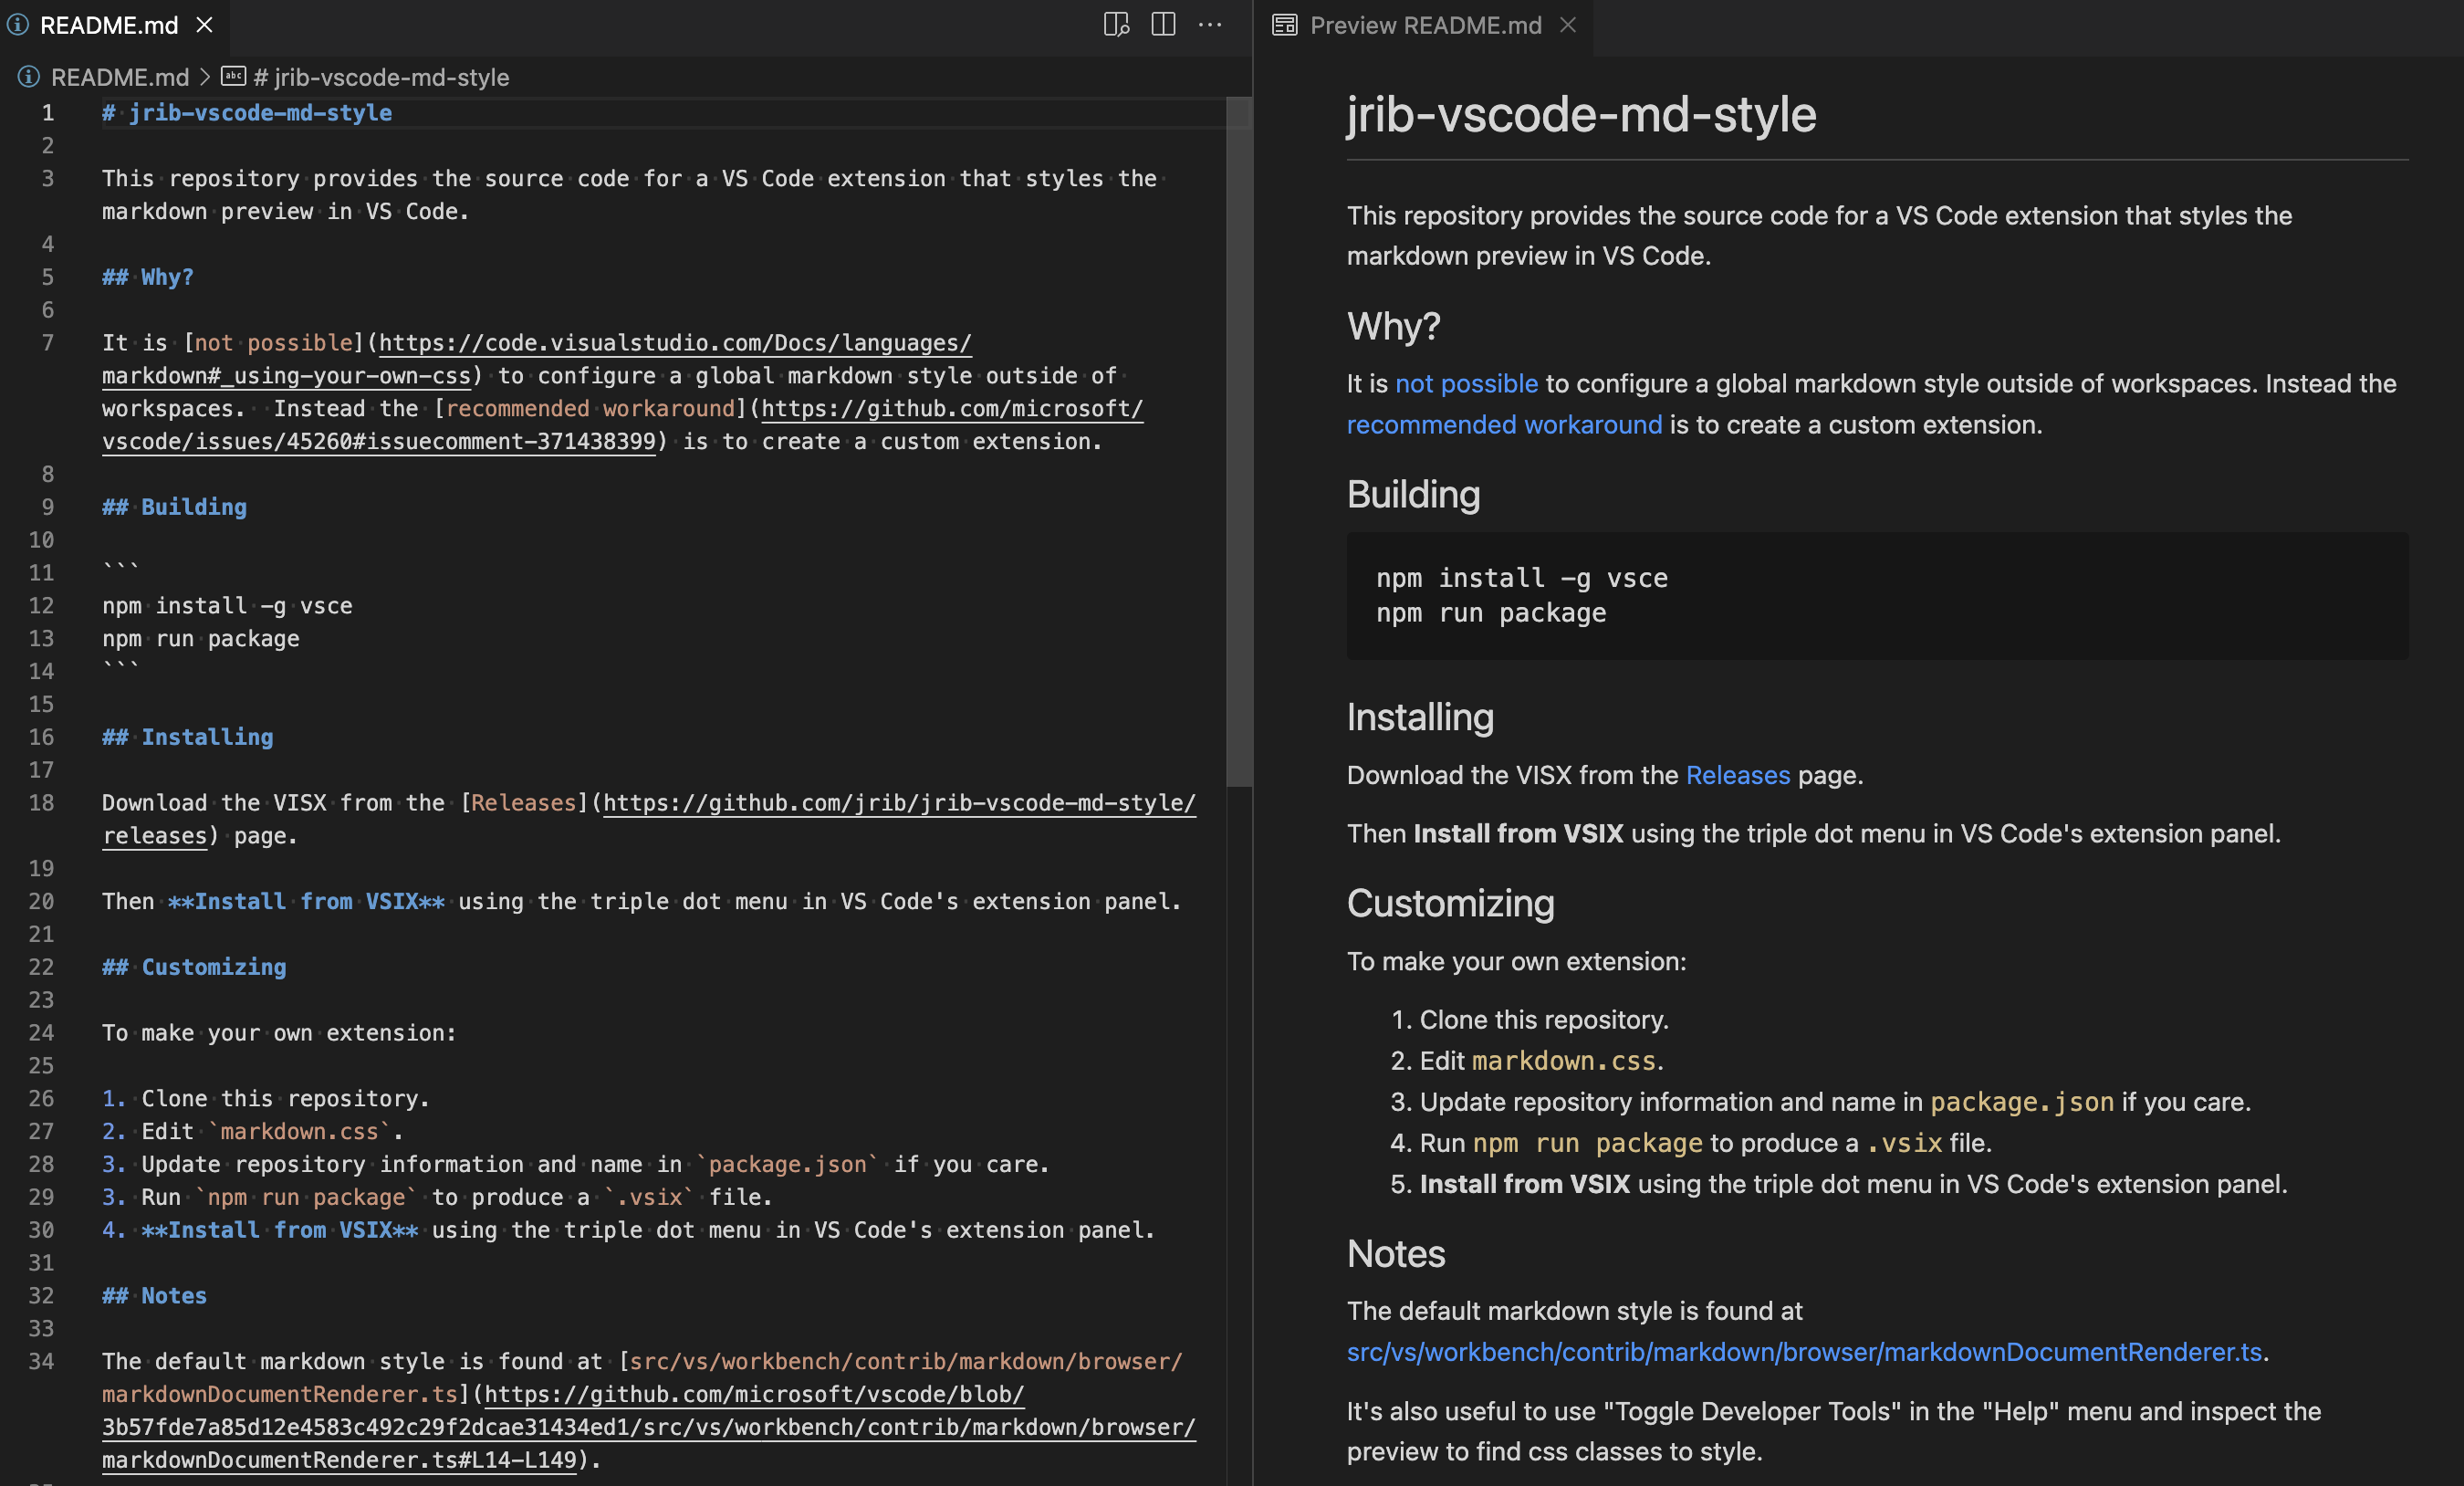 README.md
README.md > # jrib-vscode-md-style
1 # jrib-vscode-md-style
2
3 This repository provides the source code for a VS Code extension that styles the
markdown preview in VS Code.
4
5 ## Why?
6
7 It is [not possible](https://code.visualstudio.com/Docs/languages/
markdown#_using-your-own-css) to configure a global markdown style outside of
workspaces.  Instead the [recommended workaround](https://github.com/microsoft/
vscode/issues/45260#issuecomment-371438399) is to create a custom extension.
8
9 ## Building
10
11 ```
12 npm install -g vsce
13 npm run package
14 ```
15
16 ## Installing
17
18 Download the VISX from the [Releases](https://github.com/jrib/jrib-vscode-md-style/
releases) page.
19
20 Then **Install from VSIX** using the triple dot menu in VS Code's extension panel.
21
22 ## Customizing
23
24 To make your own extension:
25
26 1. Clone this repository.
27 2. Edit `markdown.css`.
28 3. Update repository information and name in `package.json` if you care.
29 3. Run `npm run package` to produce a `.vsix` file.
30 4. **Install from VSIX** using the triple dot menu in VS Code's extension panel.
31
32 ## Notes
33
34 The default markdown style is found at [src/vs/workbench/contrib/markdown/browser/
markdownDocumentRenderer.ts](https://github.com/microsoft/vscode/blob/
3b57fde7a85d12e4583c492c29f2dcae31434ed1/src/vs/workbench/contrib/markdown/browser/
markdownDocumentRenderer.ts#L14-L149).
Preview README.md
jrib-vscode-md-style
This repository provides the source code for a VS Code extension that styles the
markdown preview in VS Code.
Why?
It is not possible to configure a global markdown style outside of workspaces. Instead the
recommended workaround is to create a custom extension.
Building
npm install -g vsce
npm run package
Installing
Download the VISX from the Releases page.
Then Install from VSIX using the triple dot menu in VS Code's extension panel.
Customizing
To make your own extension:
1. Clone this repository.
2. Edit markdown.css.
3. Update repository information and name in package.json if you care.
4. Run npm run package to produce a .vsix file.
5. Install from VSIX using the triple dot menu in VS Code's extension panel.
Notes
The default markdown style is found at
src/vs/workbench/contrib/markdown/browser/markdownDocumentRenderer.ts.
It's also useful to use "Toggle Developer Tools" in the "Help" menu and inspect the
preview to find css classes to style.